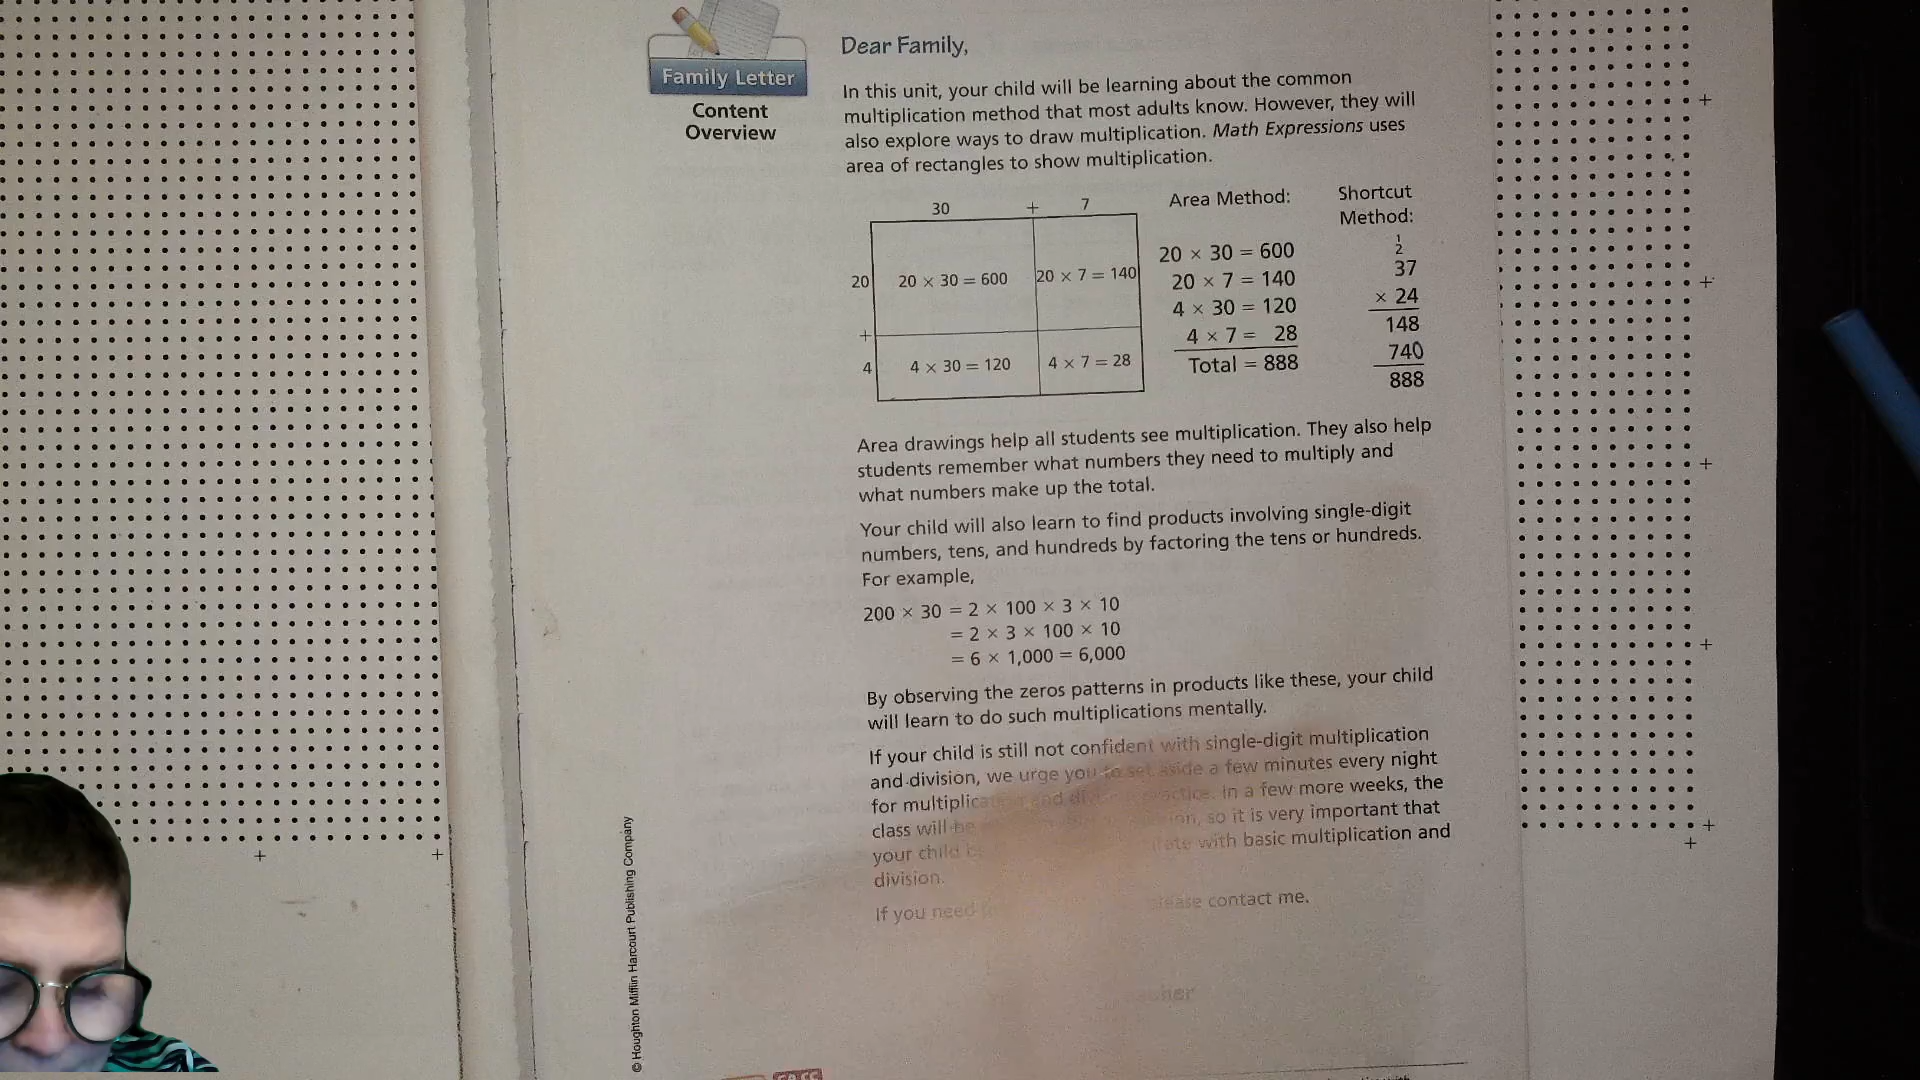 Family Letter
Content
Overview
Dear Family,
In this unit, your child will be learning about the common
multiplication method that most adults know. However, they will
also explore ways to draw multiplication. Math Expressions uses
area of rectangles to show multiplication.
30 + 7
20
20 × 30 = 600
20 × 7 = 140
+
4
4 × 30 = 120
4 × 7 = 28
Area Method:
20 × 30 = 600
20 × 7 = 140
4 × 30 = 120
4 × 7 = 28
Total = 888
Shortcut
Method:
1
2
37
× 24
148
740
888
Area drawings help all students see multiplication. They also help
students remember what numbers they need to multiply and
what numbers make up the total.
Your child will also learn to find products involving single-digit
numbers, tens, and hundreds by factoring the tens or hundreds.
For example,
200 × 30 = 2 × 100 × 3 × 10
= 2 × 3 × 100 × 10
= 6 × 1,000 = 6,000
By observing the zeros patterns in products like these, your child
will learn to do such multiplications mentally.
If your child is still not confident with single-digit multiplication
and division, we urge you to set aside a few minutes every night
for multiplication and division practice. In a few more weeks, the
class will be so it is very important that
your child with basic multiplication and
division.
If you need please contact me.
© Houghton Mifflin Harcourt Publishing Company